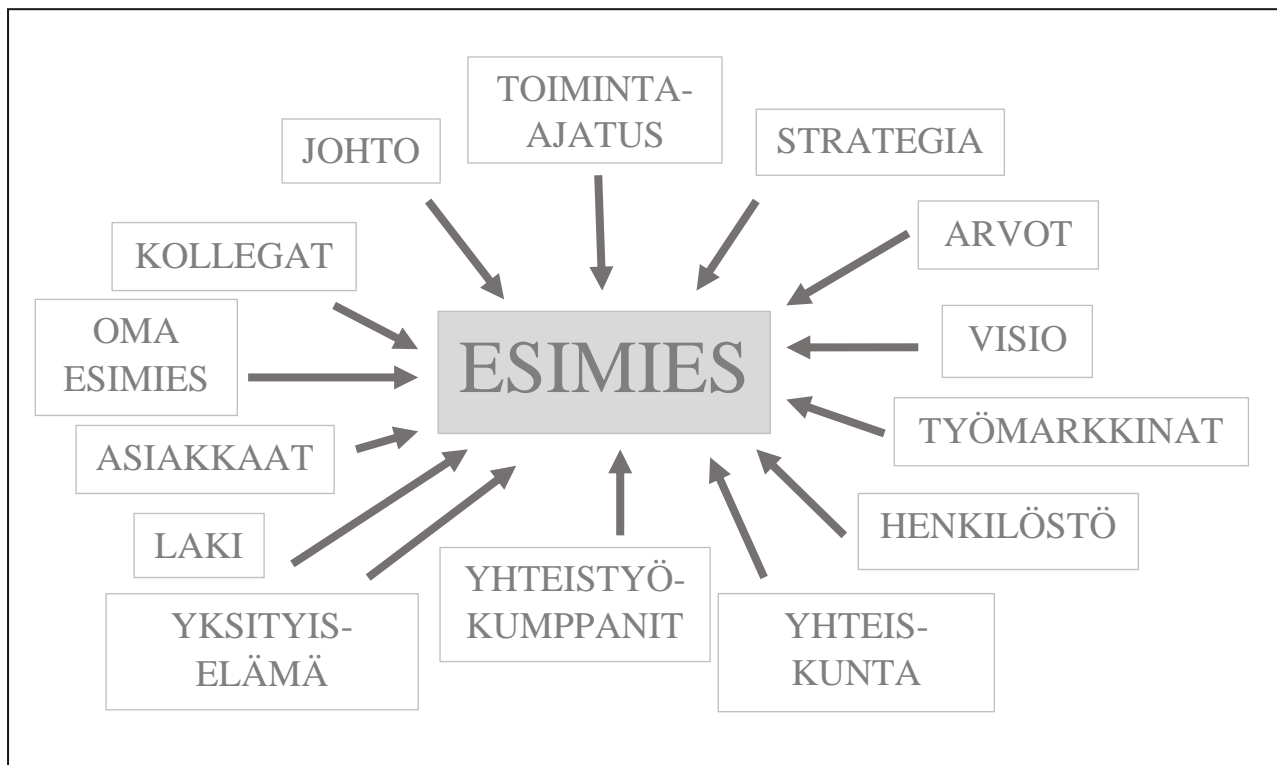 TOIMINTA-
AJATUS
JOHTO
STRATEGIA
KOLLEGAT
ARVOT
OMA
ESIMIES
ESIMIES
VISIO
ASIAKKAAT
TYÖMARKKINAT
LAKI
HENKILÖSTÖ
YKSITYIS-
ELÄMÄ
YHTEISTYÖ-
KUMPPANIT
YHTEIS-
KUNTA